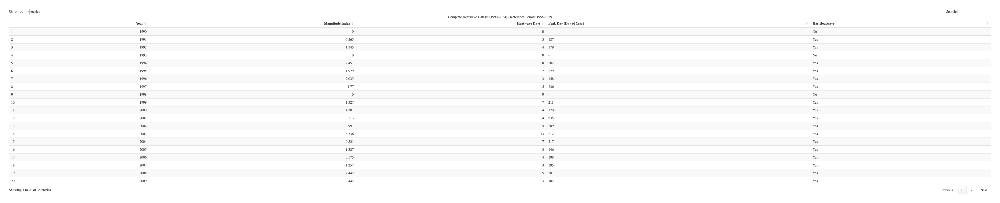 Show 20 entries Search:
Complete Heatwave Dataset (1990-2024) - Reference Period: 1958-1989
Year Magnitude Index Heatwave Days Peak Day (Day of Year) Has Heatwave
1 1990 0 0 - No
2 1991 0.265 3 187 Yes
3 1992 1.345 4 179 Yes
4 1993 0 0 - No
5 1994 7.451 8 202 Yes
6 1995 1.929 7 229 Yes
7 1996 2.035 3 158 Yes
8 1997 1.77 5 236 Yes
9 1998 0 0 - No
10 1999 1.327 7 211 Yes
11 2000 4.301 4 170 Yes
12 2001 0.513 4 235 Yes
13 2002 0.991 5 209 Yes
14 2003 6.336 13 212 Yes
15 2004 0.531 7 217 Yes
16 2005 1.327 3 146 Yes
17 2006 3.575 4 198 Yes
18 2007 1.257 3 195 Yes
19 2008 2.442 5 207 Yes
20 2009 0.442 3 182 Yes
Showing 1 to 20 of 35 entries Previous 1 2 Next